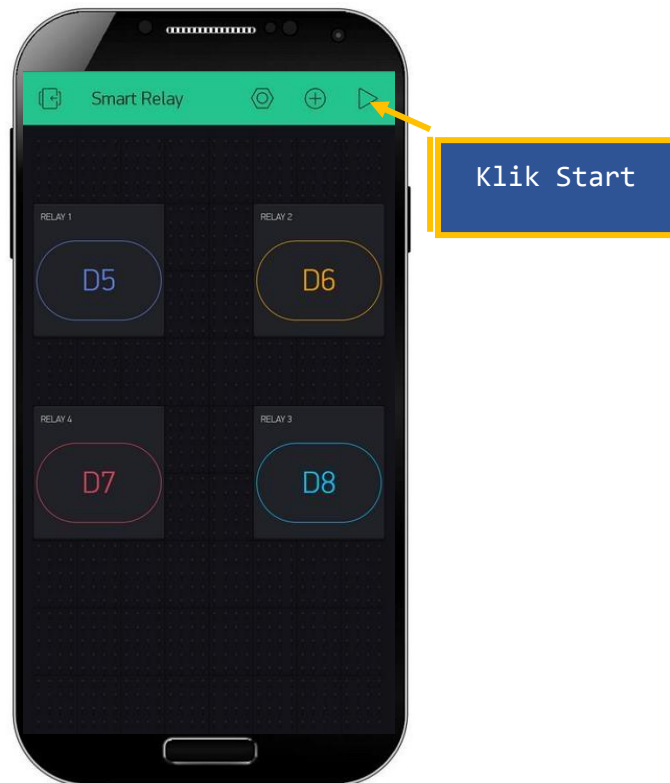 Smart Relay
Klik Start
RELAY 1
RELAY 2
D5
D6
RELAY 4
RELAY 3
D7
D8